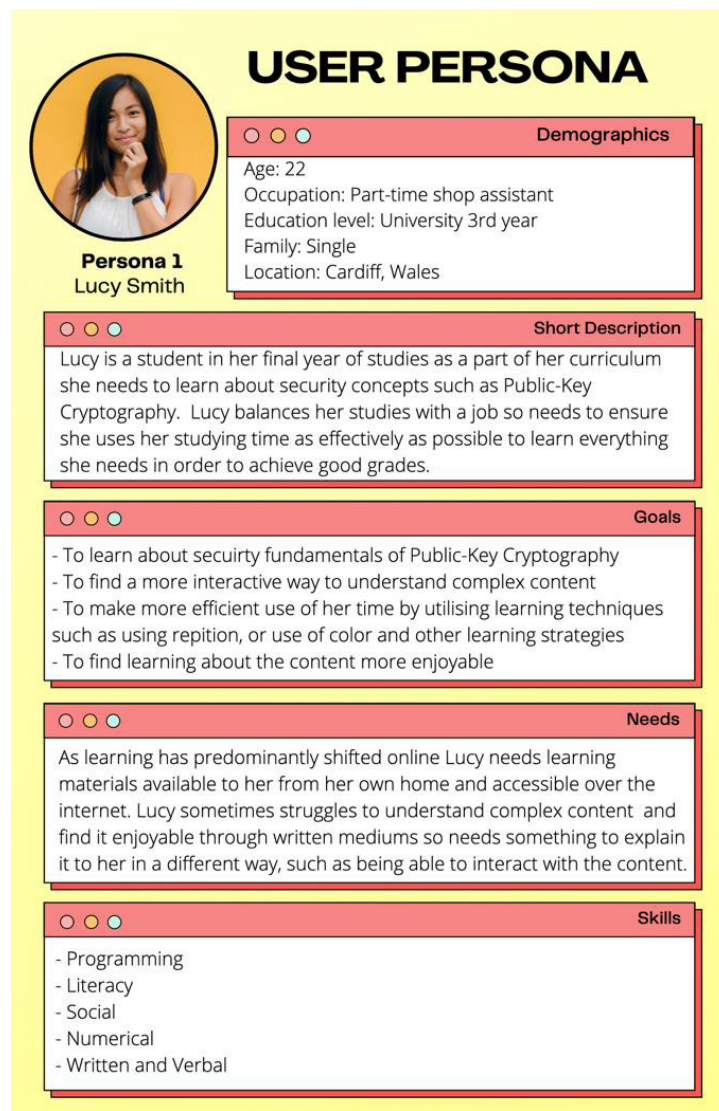 USER PERSONA
Persona 1
Lucy Smith
Demographics
Age: 22
Occupation: Part-time shop assistant
Education level: University 3rd year
Family: Single
Location: Cardiff, Wales
Short Description
Lucy is a student in her final year of studies as a part of her curriculum
she needs to learn about security concepts such as Public-Key
Cryptography.  Lucy balances her studies with a job so needs to ensure
she uses her studying time as effectively as possible to learn everything
she needs in order to achieve good grades.
Goals
- To learn about secuirty fundamentals of Public-Key Cryptography
- To find a more interactive way to understand complex content
- To make more efficient use of her time by utilising learning techniques
such as using repition, or use of color and other learning strategies
- To find learning about the content more enjoyable
Needs
As learning has predominantly shifted online Lucy needs learning
materials available to her from her own home and accessible over the
internet. Lucy sometimes struggles to understand complex content  and
find it enjoyable through written mediums so needs something to explain
it to her in a different way, such as being able to interact with the content.
Skills
- Programming
- Literacy
- Social
- Numerical
- Written and Verbal